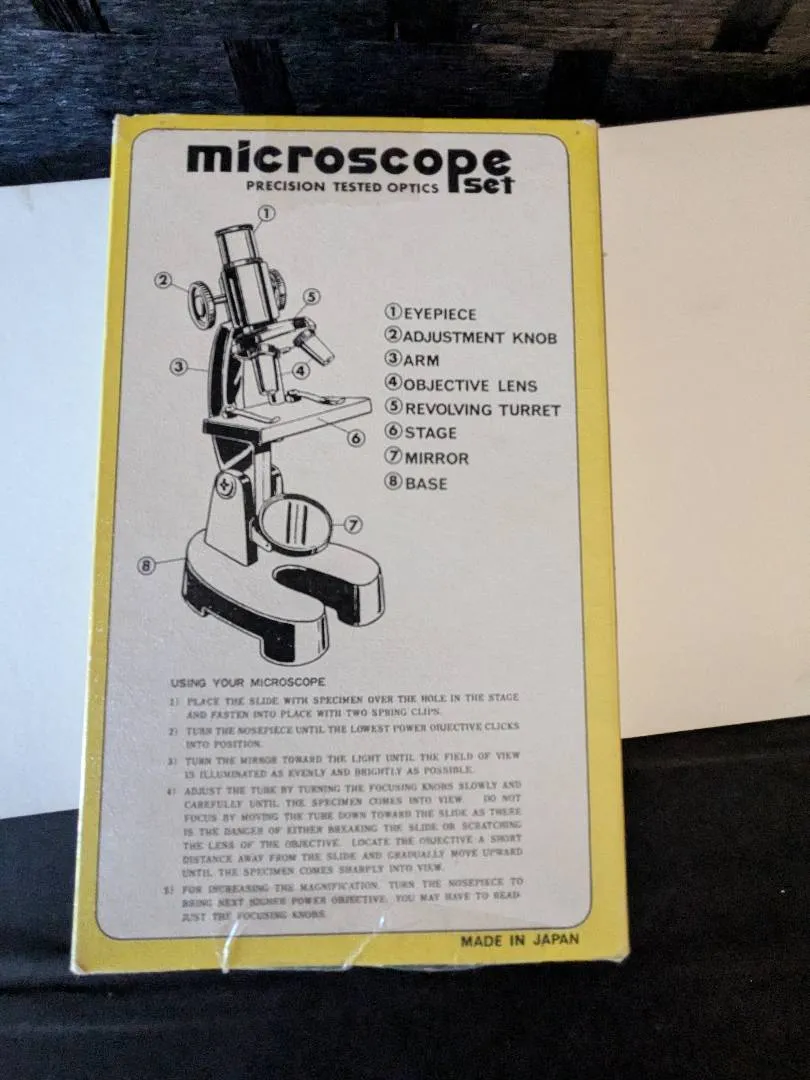 microscope
PRECISION TESTED OPTICS set
①
②
⑤
③
④
⑥
⑦
⑧
①EYEPIECE
②ADJUSTMENT KNOB
③ARM
④OBJECTIVE LENS
⑤REVOLVING TURRET
⑥STAGE
⑦MIRROR
⑧BASE
USING YOUR MICROSCOPE
1) PLACE THE SLIDE WITH SPECIMEN OVER THE HOLE IN THE STAGE
AND FASTEN INTO PLACE WITH TWO SPRING CLIPS.
2) TURN THE NOSEPIECE UNTIL THE LOWEST POWER OBJECTIVE CLICKS
INTO POSITION.
3) TURN THE MIRROR TOWARD THE LIGHT UNTIL THE FIELD OF VIEW
IS ILLUMINATED AS EVENLY AND BRIGHTLY AS POSSIBLE.
4) ADJUST THE TUBE BY TURNING THE FOCUSING KNOBS SLOWLY AND
CAREFULLY UNTIL THE SPECIMEN COMES INTO VIEW. DO NOT
FOCUS BY MOVING THE TUBE DOWN TOWARD THE SLIDE AS THERE
IS THE DANGER OF EITHER BREAKING THE SLIDE OR SCRATCHING
THE LENS OF THE OBJECTIVE. LOCATE THE OBJECTIVE A SHORT
DISTANCE AWAY FROM THE SLIDE AND GRADUALLY MOVE UPWARD
UNTIL THE SPECIMEN COMES SHARPLY INTO VIEW.
5) FOR INCREASING THE MAGNIFICATION, TURN THE NOSEPIECE TO
BRING NEXT HIGHER POWER OBJECTIVE. YOU MAY HAVE TO READ-
JUST THE FOCUSING KNOBS.
MADE IN JAPAN